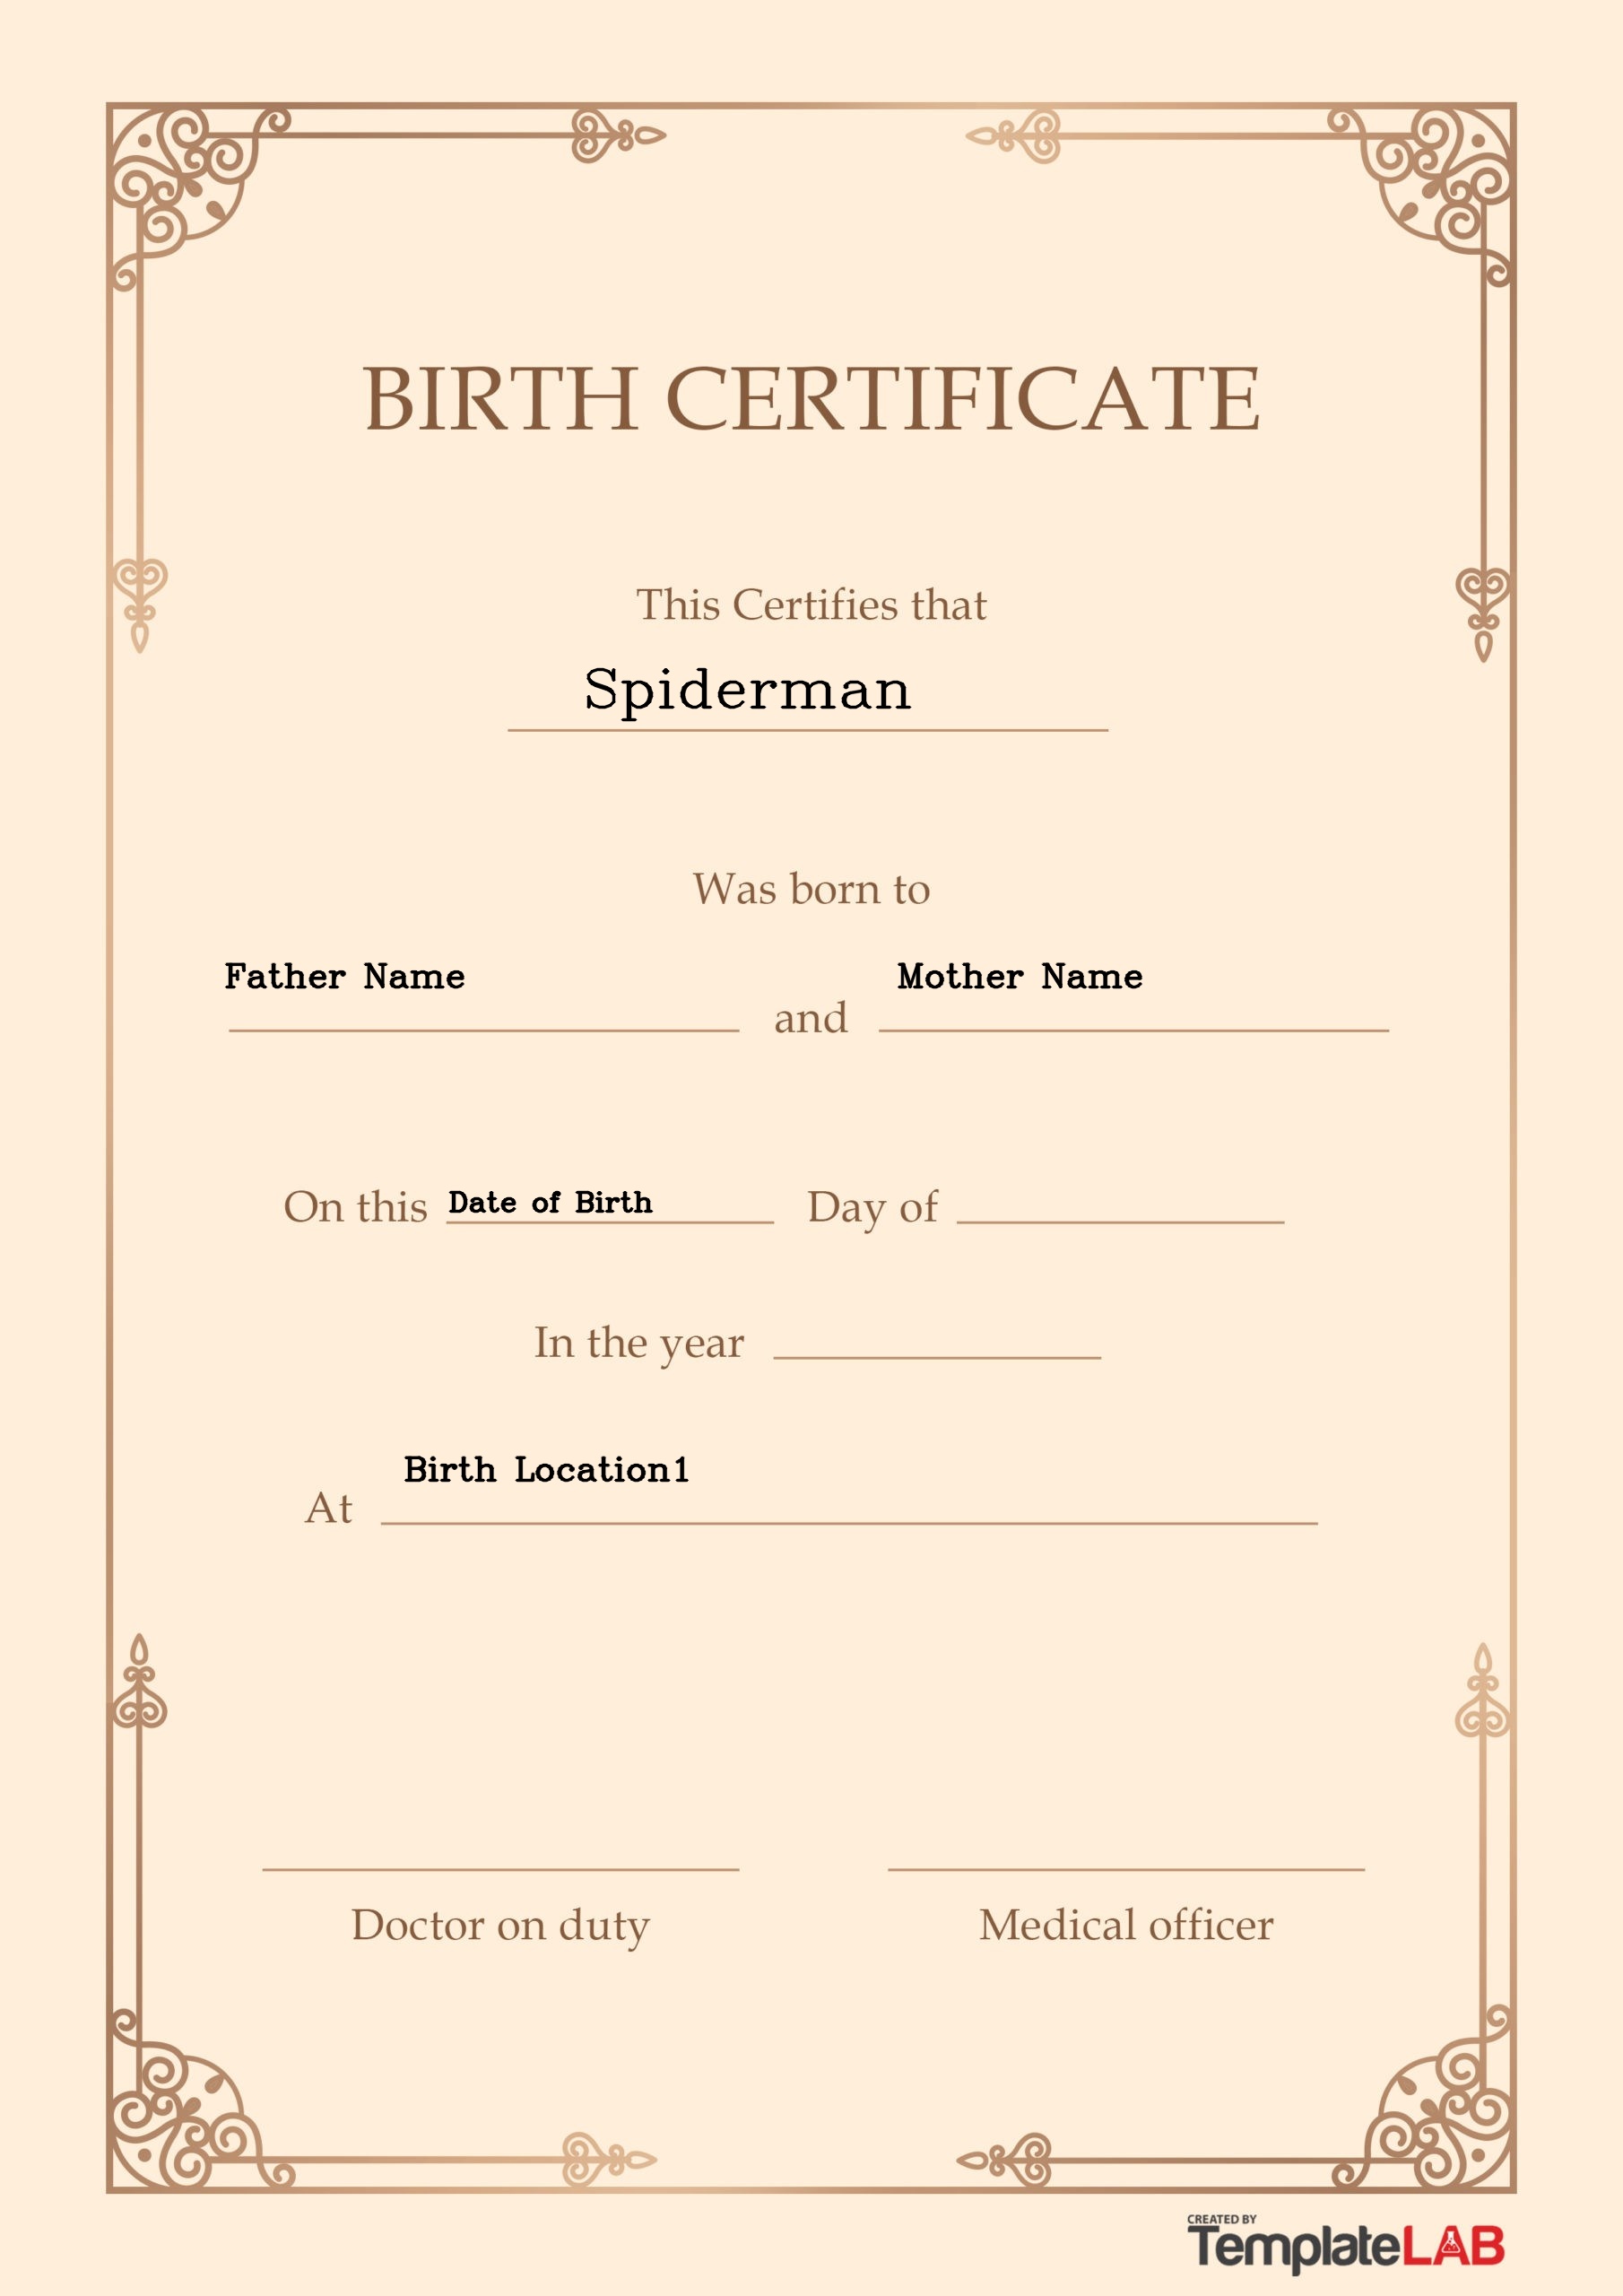 BIRTH CERTIFICATE
This Certifies that
Spiderman
Was born to
Father Name and Mother Name
On this Date of Birth Day of
In the year
Birth Location1
At
Doctor on duty Medical officer
CREATED BY
TemplateLAB